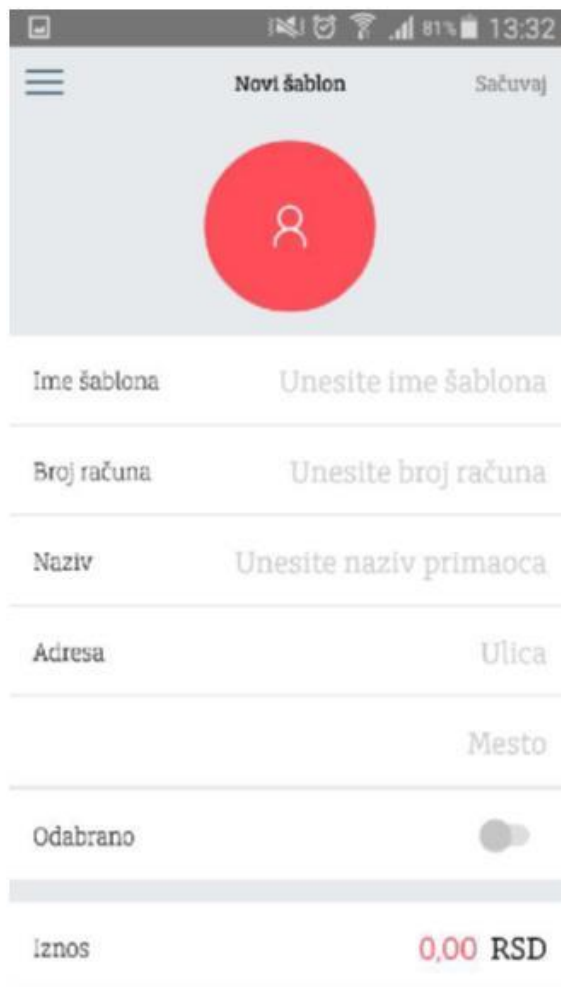 81% 13:32
Novi šablon Sačuvaj
Ime šablona Unesite ime šablona
Broj računa Unesite broj računa
Naziv Unesite naziv primaoca
Adresa Ulica
Mesto
Odabrano
Iznos 0,00 RSD